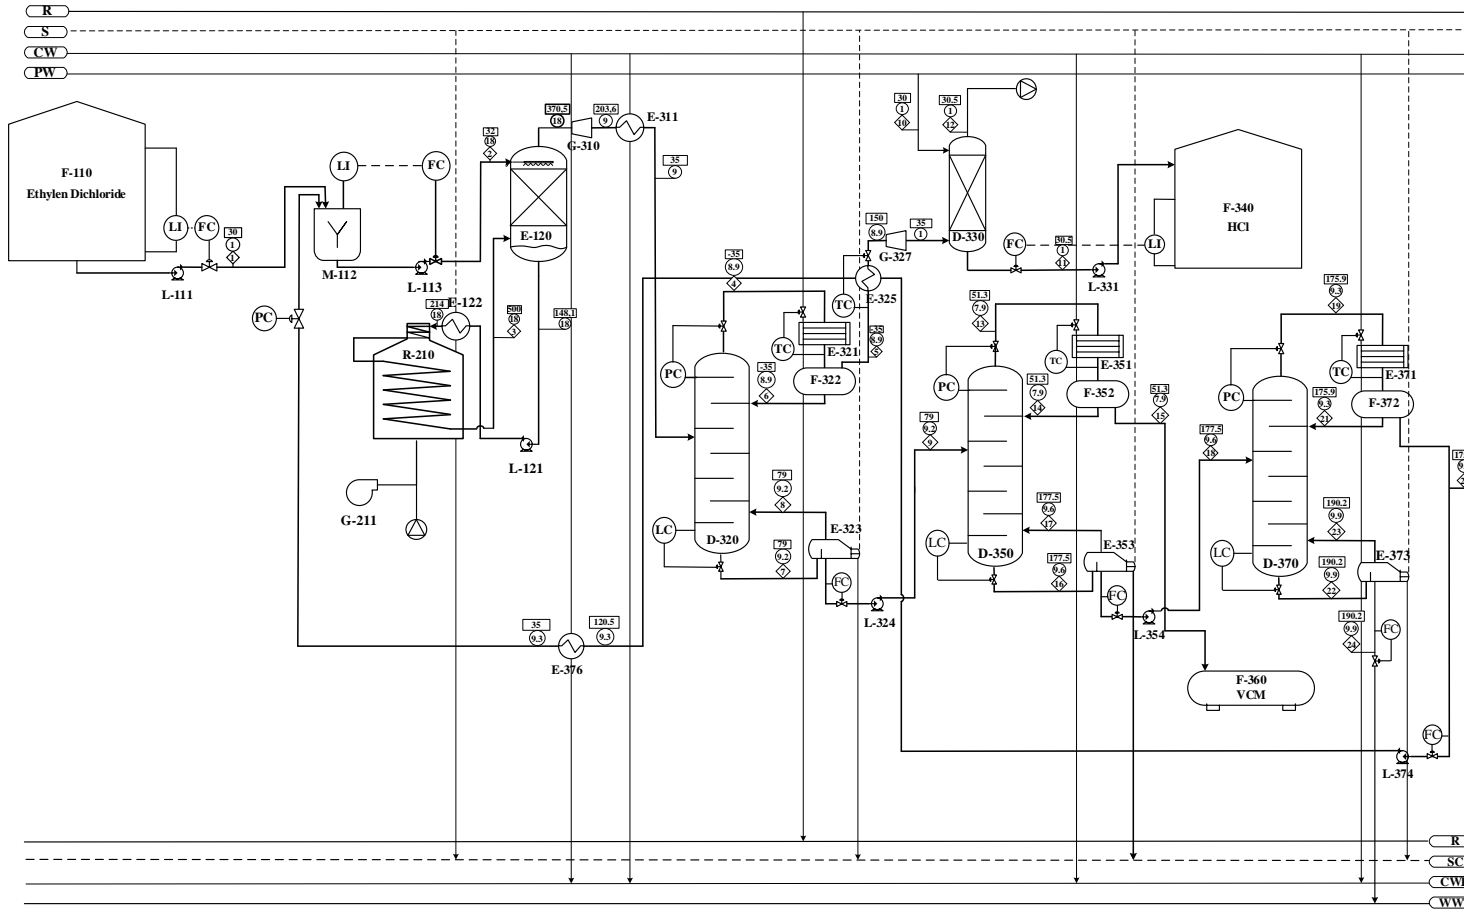 R
S
CW
PW
F-110
Ethylen Dichloride
LI
FC
30
1
1
L-111
LI
FC
M-112
L-113
32
18
2
370,5
18
G-310
203,6
9
E-311
35
9
E-120
500
18
3
148,1
18
L-121
E-122
214
18
R-210
G-211
PC
-35
8.9
4
PC
TC
E-321
F-322
-35
8.9
5
-35
8.9
6
79
9.2
8
79
9.2
7
LC
D-320
E-323
FC
L-324
150
8.9
35
1
G-327
E-325
TC
30
1
10
30.5
1
12
D-330
FC
30.5
1
11
L-331
LI
F-340
HCl
51.3
7.9
13
PC
TC
E-351
F-352
51.3
7.9
14
51.3
7.9
15
79
9.2
9
177.5
9.6
17
177.5
9.6
16
LC
D-350
E-353
FC
L-354
177.5
9.6
18
175.9
9.3
19
PC
TC
E-371
F-372
175.9
9.3
21
190.2
9.9
23
190.2
9.9
22
LC
D-370
E-373
190.2
9.9
24
FC
F-360
VCM
FC
L-374
35
9.3
120.5
9.3
E-376
R
SC
WW